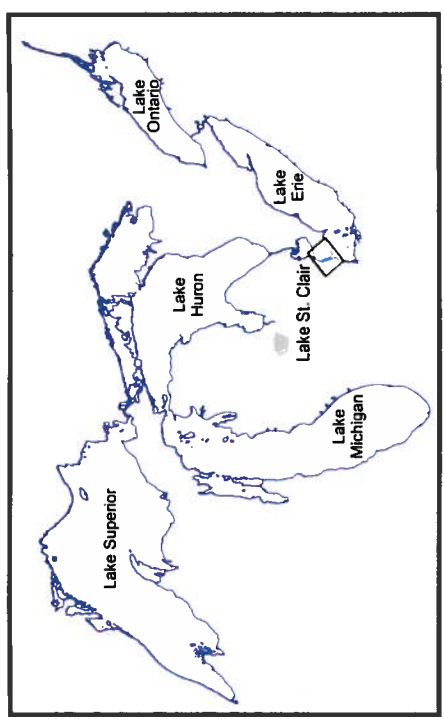 Lake Superior
Lake
Michigan
Lake
Huron
Lake St. Clair
Lake
Erie
Lake
Ontario